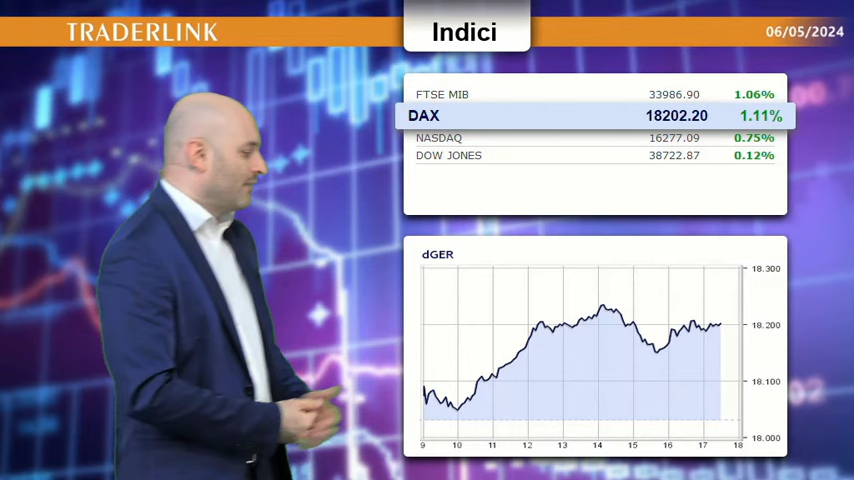 TRADERLINK
Indici
06/05/2024
FTSE MIB 33986.90 1.06%
DAX 18202.20 1.11%
NASDAQ 16277.09 0.75%
DOW JONES 38722.87 0.12%
dGER
18.300
18.200
18.100
18.000
9 10 11 12 13 14 15 16 17 18